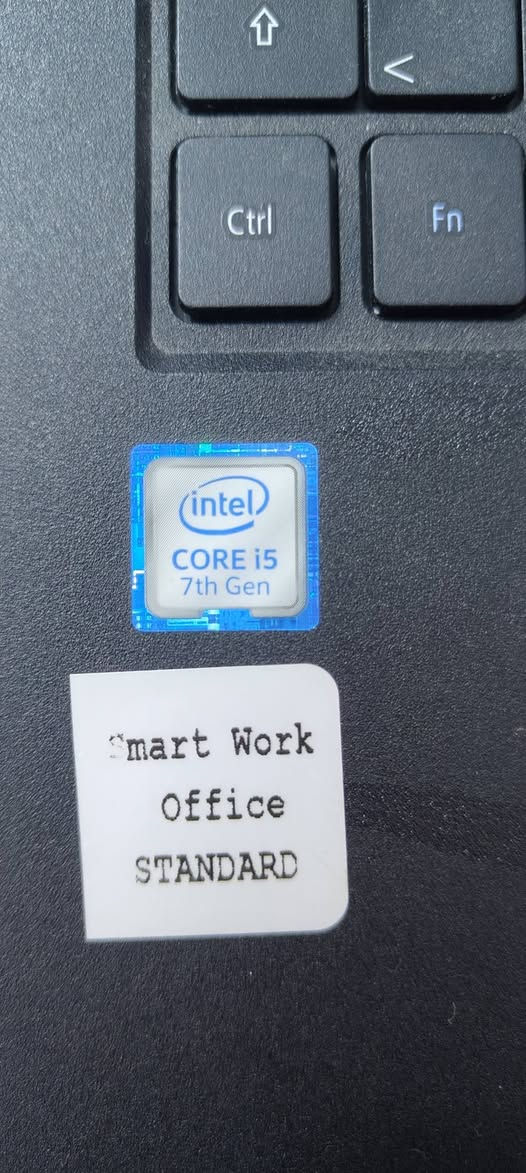 <
Ctrl Fn
intel
CORE i5
7th Gen
Smart Work
Office
STANDARD